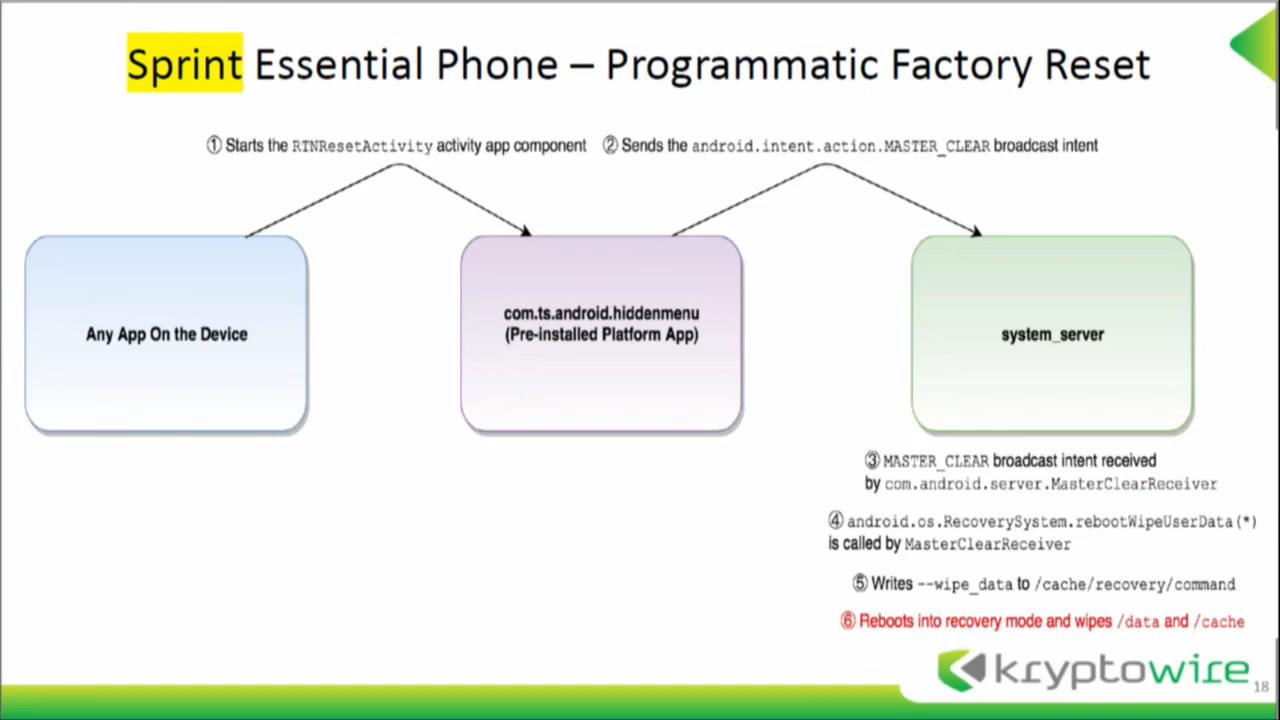 Sprint Essential Phone – Programmatic Factory Reset
① Starts the RTNResetActivity activity app component
② Sends the android.intent.action.MASTER_CLEAR broadcast intent
Any App On the Device
com.ts.android.hiddenmenu
(Pre-installed Platform App)
system_server
③ MASTER_CLEAR broadcast intent received
by com.android.server.MasterClearReceiver
④ android.os.RecoverySystem.rebootWipeUserData(*)
is called by MasterClearReceiver
⑤ Writes --wipe_data to /cache/recovery/command
⑥ Reboots into recovery mode and wipes /data and /cache
kryptowire
18